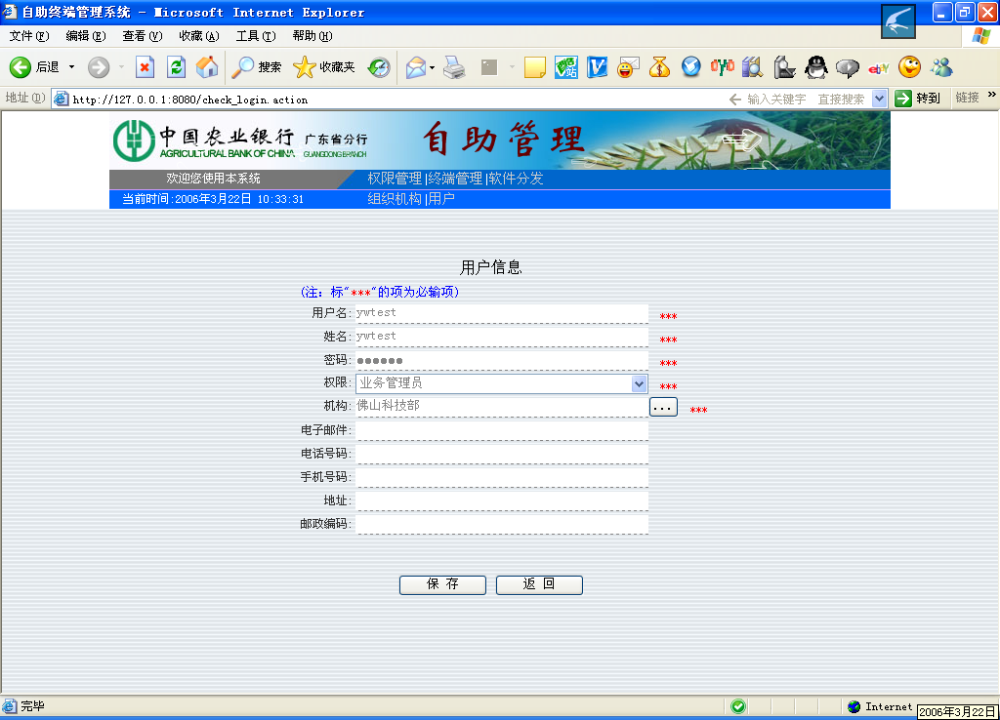 自助终端管理系统 - Microsoft Internet Explorer
文件(F) 编辑(E) 查看(V) 收藏(A) 工具(T) 帮助(H)
后退 搜索 收藏夹
地址(D) http://127.0.0.1:8080/check_login.action 输入关键字 直接搜索 转到 链接 »
中国农业银行 广东省分行 自助管理
AGRICULTURAL BANK OF CHINA GUANGDONG BRANCH
欢迎您使用本系统 权限管理|终端管理|软件分发
当前时间:2006年3月22日 10:33:31 组织机构|用户
用户信息
(注: 标"***"的项为必输项)
用户名: ywtest ***
姓名: ywtest ***
密码: ●●●●●● ***
权限: 业务管理员 ***
机构: 佛山科技部 ... ***
电子邮件:
电话号码:
手机号码:
地址:
邮政编码:
保 存 返 回
完毕 Internet
2006年3月22日